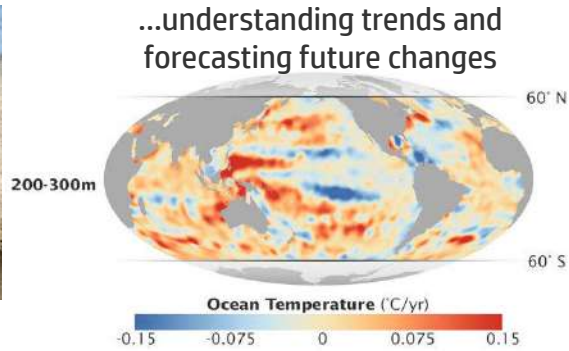 ...understanding trends and
forecasting future changes
60° N
200-300m
60° S
Ocean Temperature (°C/yr)
-0.15 -0.075 0 0.075 0.15